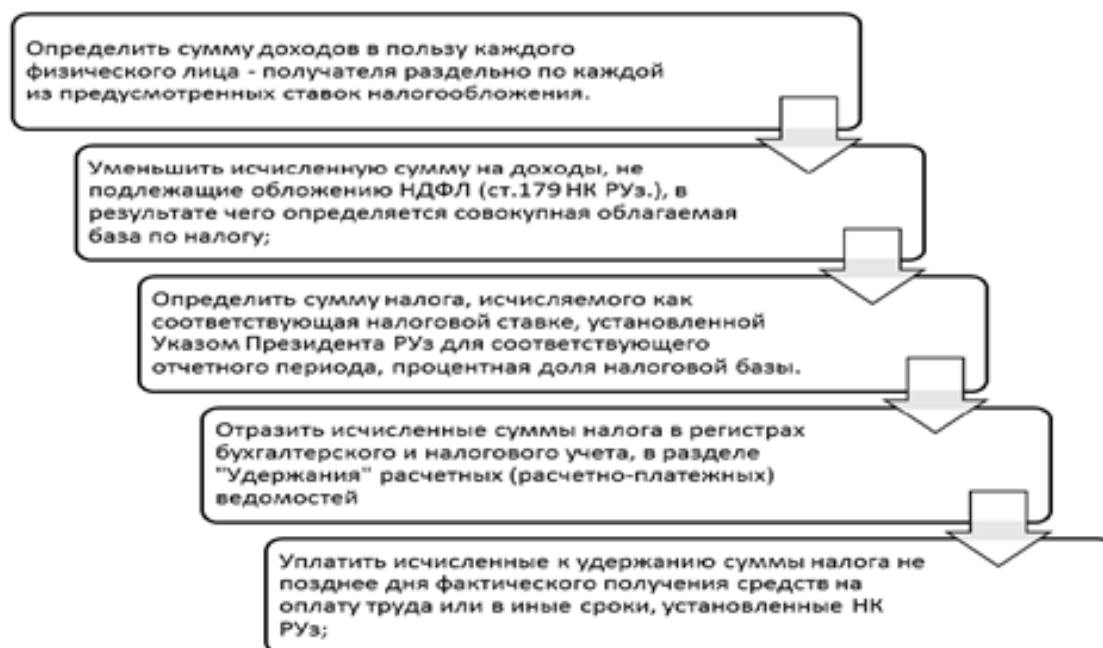 Определить сумму доходов в пользу каждого
физического лица - получателя раздельно по каждой
из предусмотренных ставок налогообложения.
Уменьшить исчисленную сумму на доходы, не
подлежащие обложению НДФЛ (ст.179 НК РУз.), в
результате чего определяется совокупная облагаемая
база по налогу;
Определить сумму налога, исчисляемого как
соответствующая налоговой ставке, установленной
Указом Президента РУз для соответствующего
отчетного периода, процентная доля налоговой базы.
Отразить исчисленные суммы налога в регистрах
бухгалтерского и налогового учета, в разделе
"Удержания" расчетных (расчетно-платежных)
ведомостей
Уплатить исчисленные к удержанию суммы налога не
позднее дня фактического получения средств на
оплату труда или в иные сроки, установленные НК
РУз;